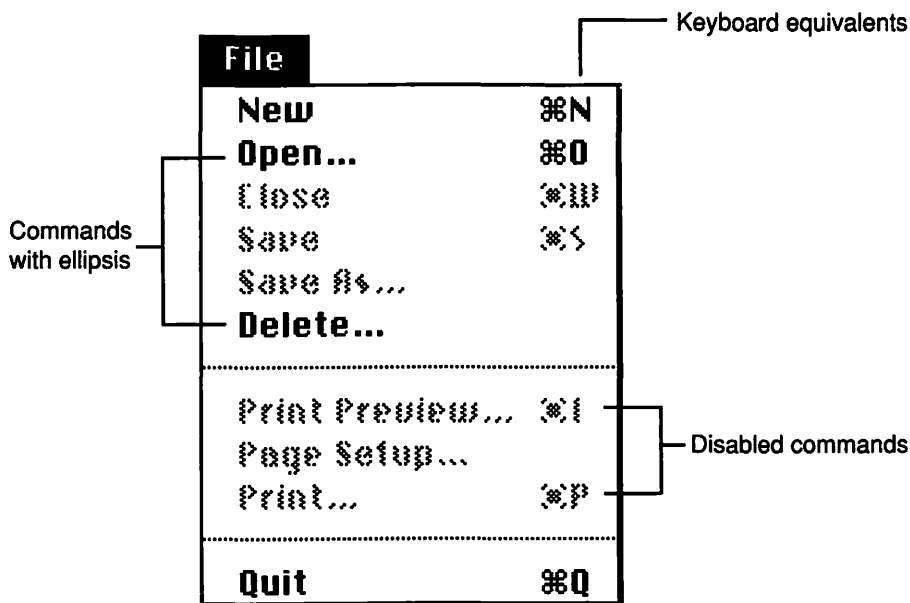 Keyboard equivalents
File
New ⌘N
Open... ⌘O
Close ⌘W
Save ⌘S
Save As...
Delete...
Commands
with ellipsis
Print Preview... ⌘I
Page Setup...
Print... ⌘P
Disabled commands
Quit ⌘Q